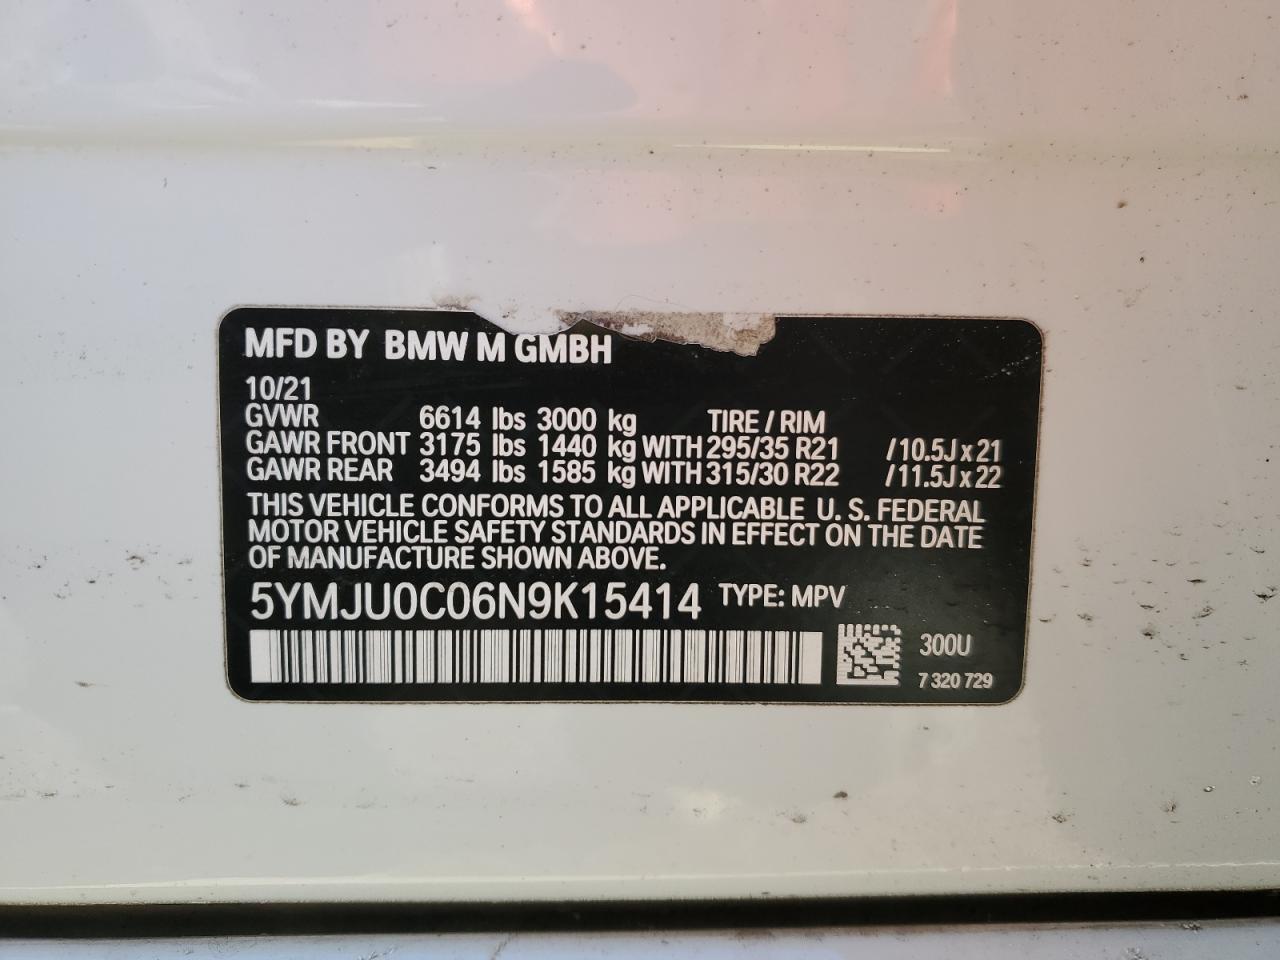 MFD BY BMW M GMBH
10/21
GVWR 6614 lbs 3000 kg TIRE / RIM
GAWR FRONT 3175 lbs 1440 kg WITH 295/35 R21 /10.5J x 21
GAWR REAR 3494 lbs 1585 kg WITH 315/30 R22 /11.5J x 22
THIS VEHICLE CONFORMS TO ALL APPLICABLE U. S. FEDERAL
MOTOR VEHICLE SAFETY STANDARDS IN EFFECT ON THE DATE
OF MANUFACTURE SHOWN ABOVE.
5YMJU0C06N9K15414 TYPE: MPV
300U
7 320 729